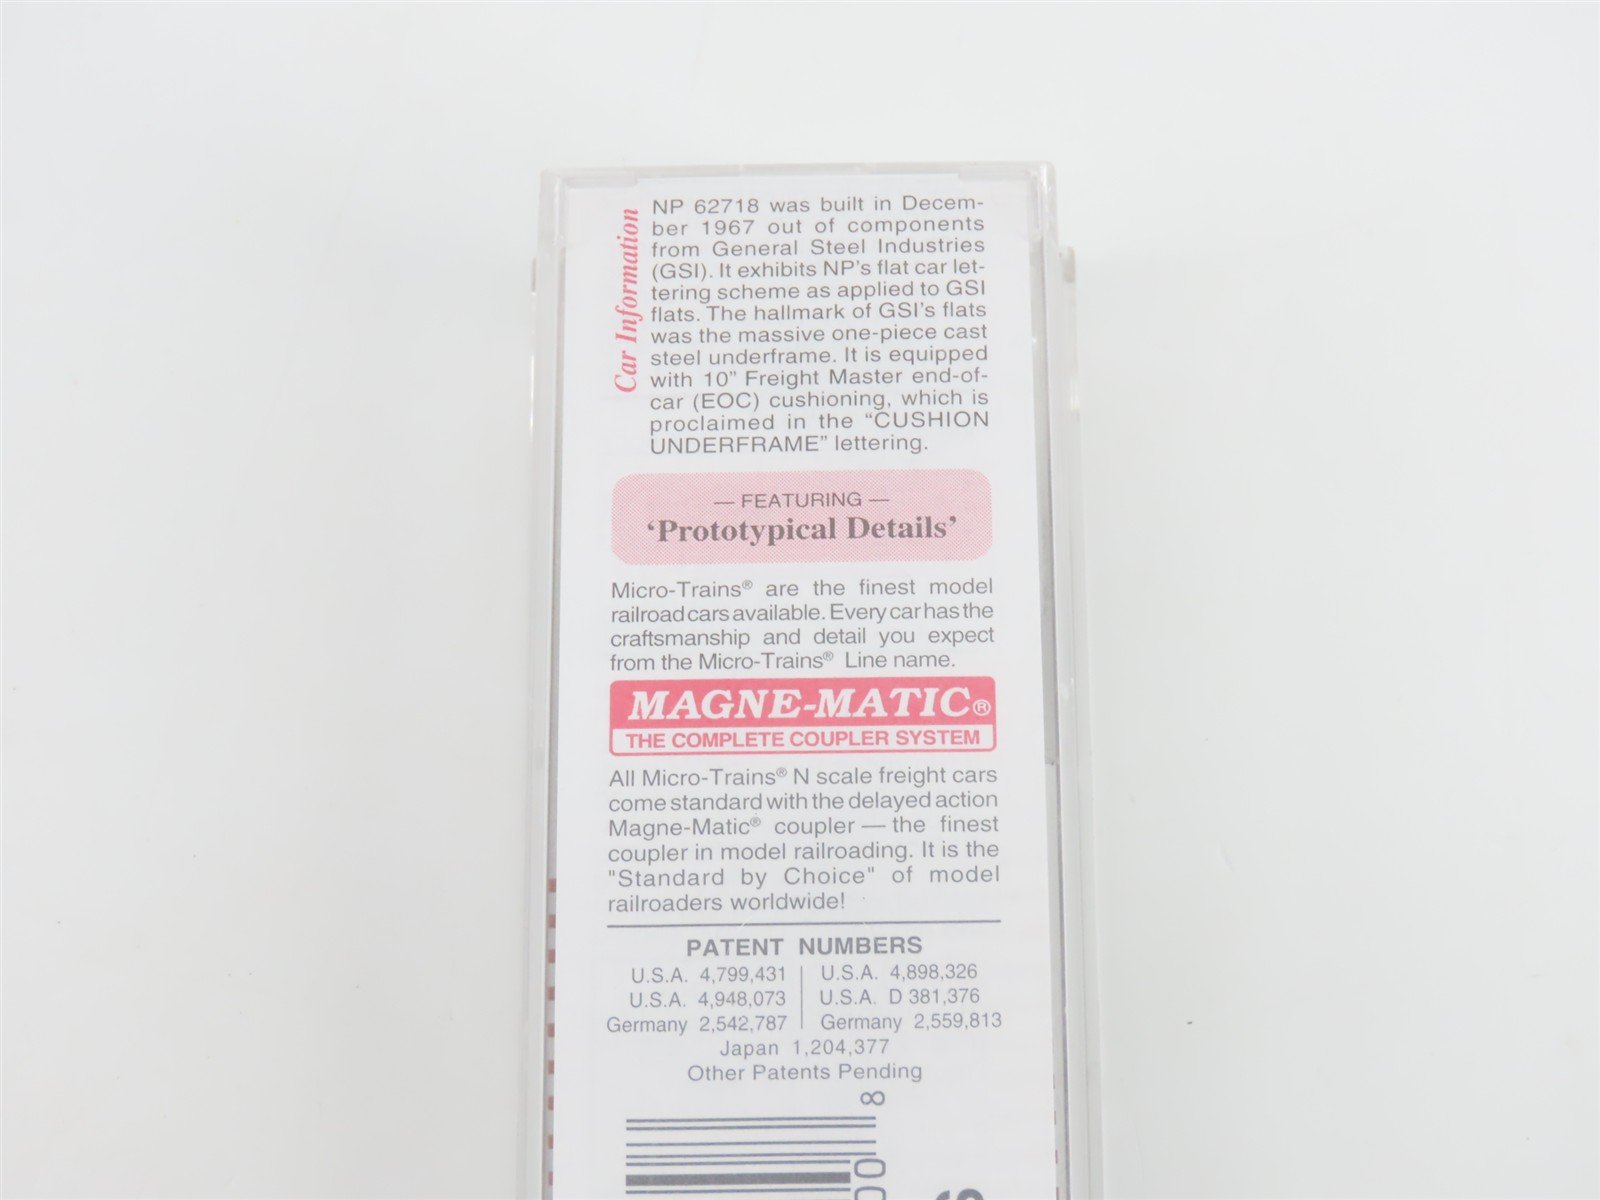 Car Information
NP 62718 was built in Decem-
ber 1967 out of components
from General Steel Industries
(GSI). It exhibits NP's flat car let-
tering scheme as applied to GSI
flats. The hallmark of GSI's flats
was the massive one-piece cast
steel underframe. It is equipped
with 10” Freight Master end-of-
car (EOC) cushioning, which is
proclaimed in the “CUSHION
UNDERFRAME” lettering.
— FEATURING —
‘Prototypical Details’
Micro-Trains® are the finest model
railroad cars available. Every car has the
craftsmanship and detail you expect
from the Micro-Trains® Line name.
MAGNE-MATIC®
THE COMPLETE COUPLER SYSTEM
All Micro-Trains® N scale freight cars
come standard with the delayed action
Magne-Matic® coupler — the finest
coupler in model railroading. It is the
"Standard by Choice" of model
railroaders worldwide!
PATENT NUMBERS
U.S.A. 4,799,431 | U.S.A. 4,898,326
U.S.A. 4,948,073 | U.S.A. D 381,376
Germany 2,542,787 | Germany 2,559,813
Japan 1,204,377
Other Patents Pending
8